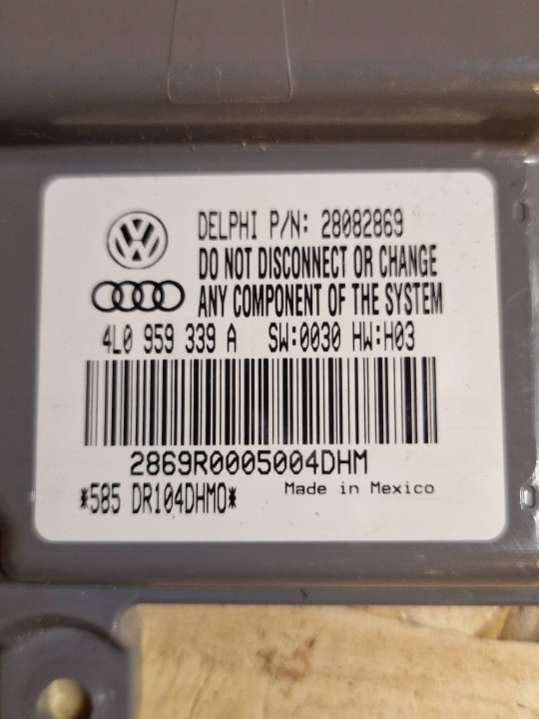 DELPHI P/N: 28082869
DO NOT DISCONNECT OR CHANGE
ANY COMPONENT OF THE SYSTEM
4L0 959 339 A SW:0030 HW:H03
2869R0005004DHM
*585 DR104DHM0* Made in Mexico